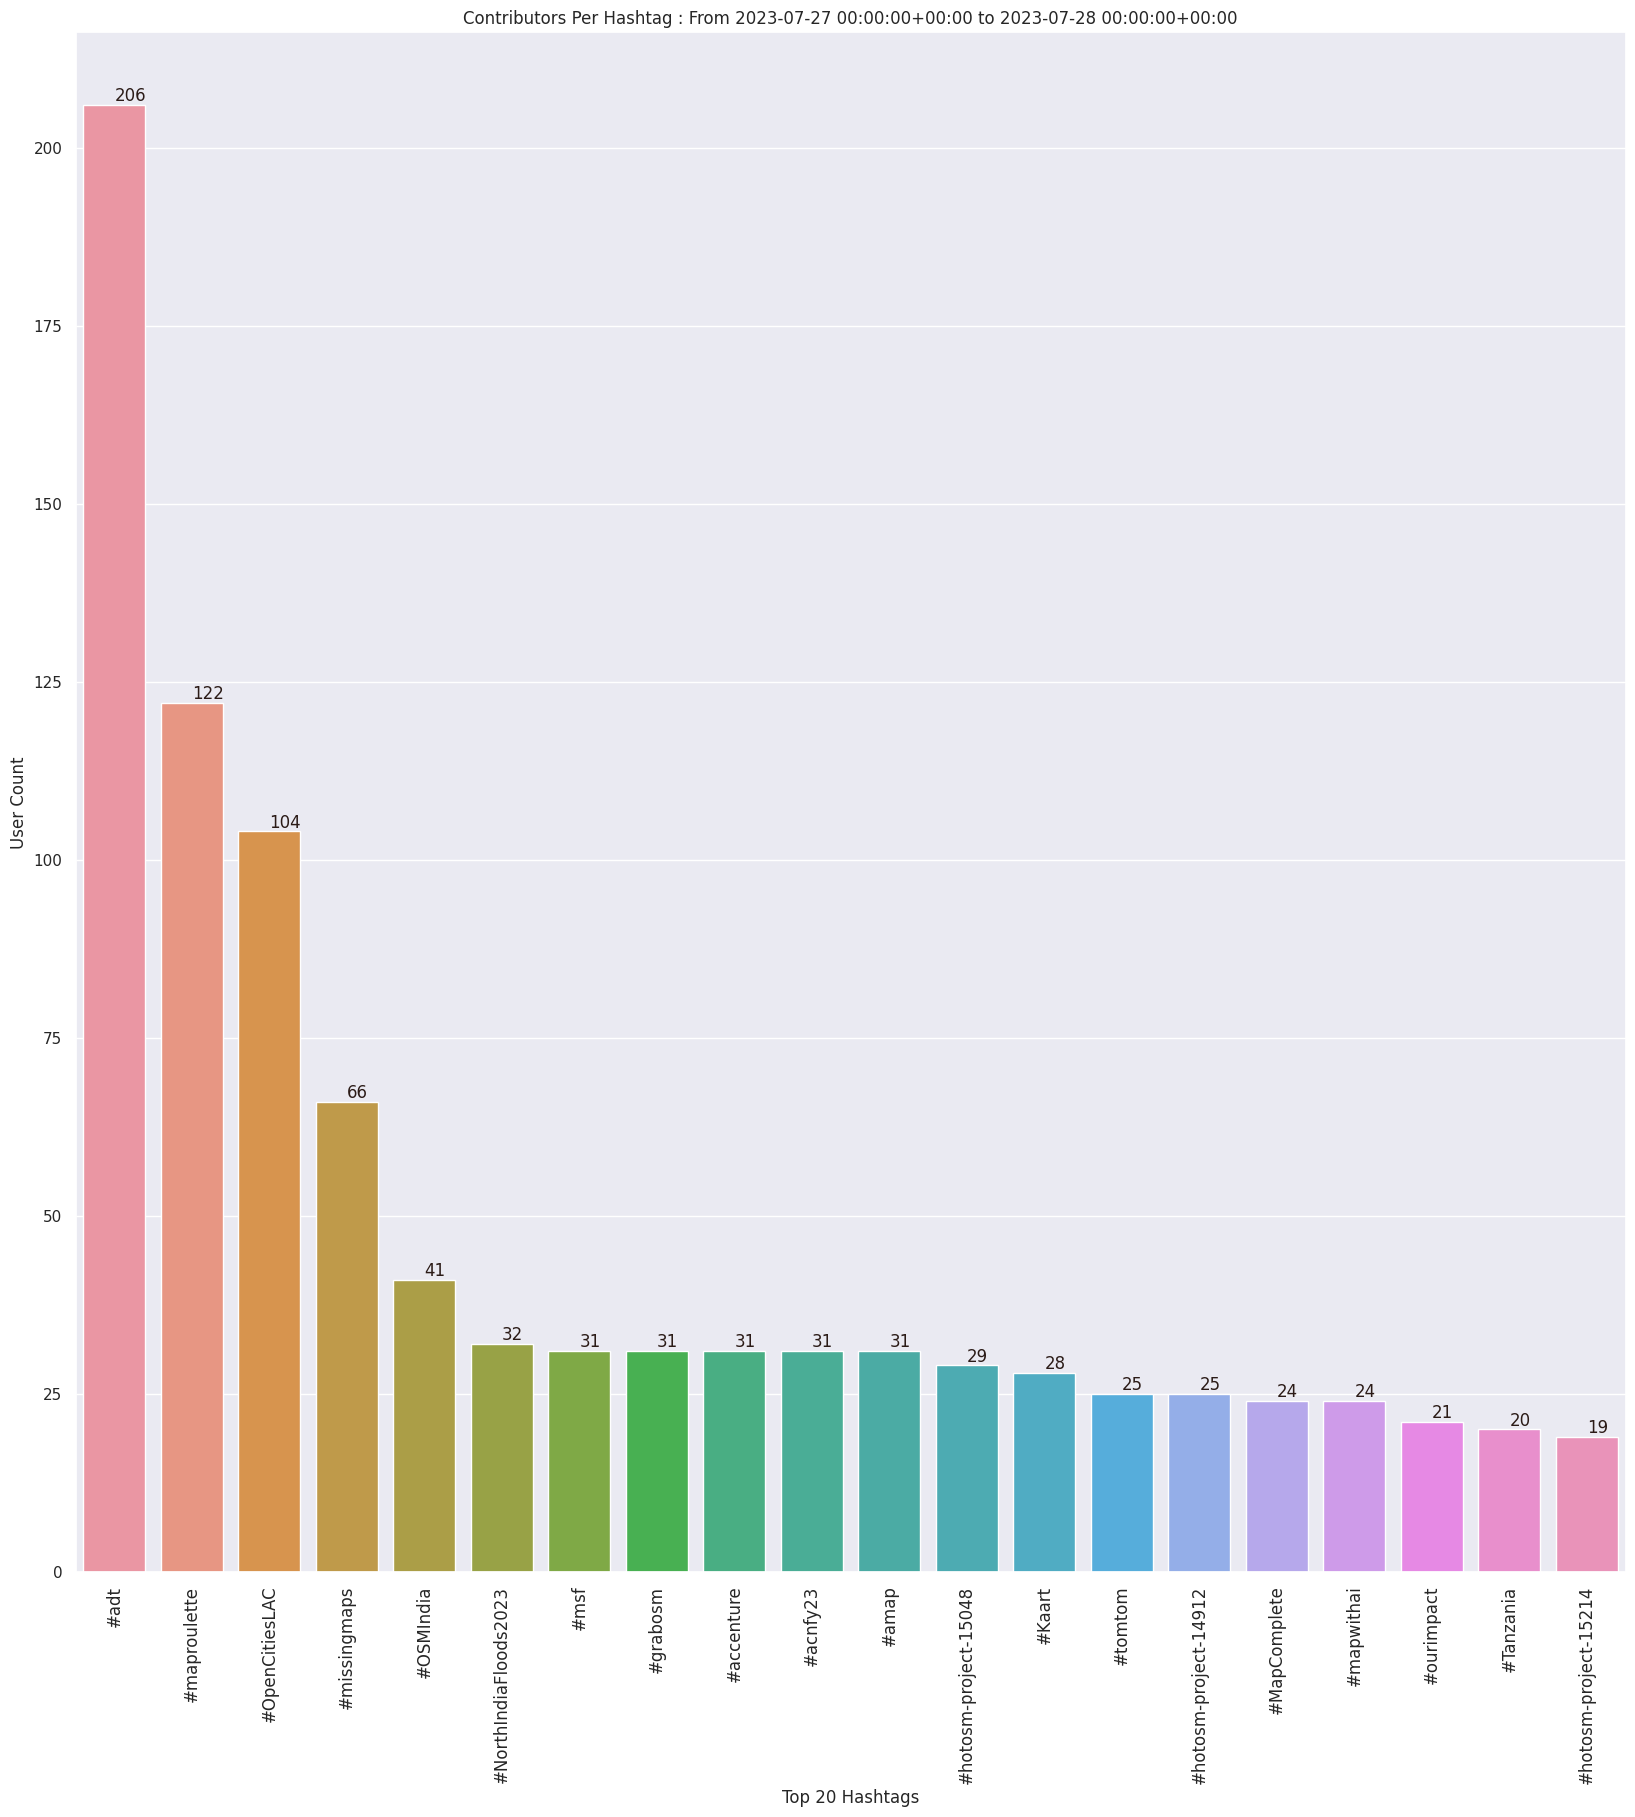 Contributors Per Hashtag : From 2023-07-27 00:00:00+00:00 to 2023-07-28 00:00:00+00:00
User Count
200
175
150
125
100
75
50
25
0
206
122
104
66
41
32
31
31
31
31
31
29
28
25
25
24
24
21
20
19
#adt
#maproulette
#OpenCitiesLAC
#missingmaps
#OSMIndia
#NorthIndiaFloods2023
#msf
#grabosm
#accenture
#acnfy23
#amap
#hotosm-project-15048
#Kaart
#tomtom
#hotosm-project-14912
#MapComplete
#mapwithai
#ourimpact
#Tanzania
#hotosm-project-15214
Top 20 Hashtags